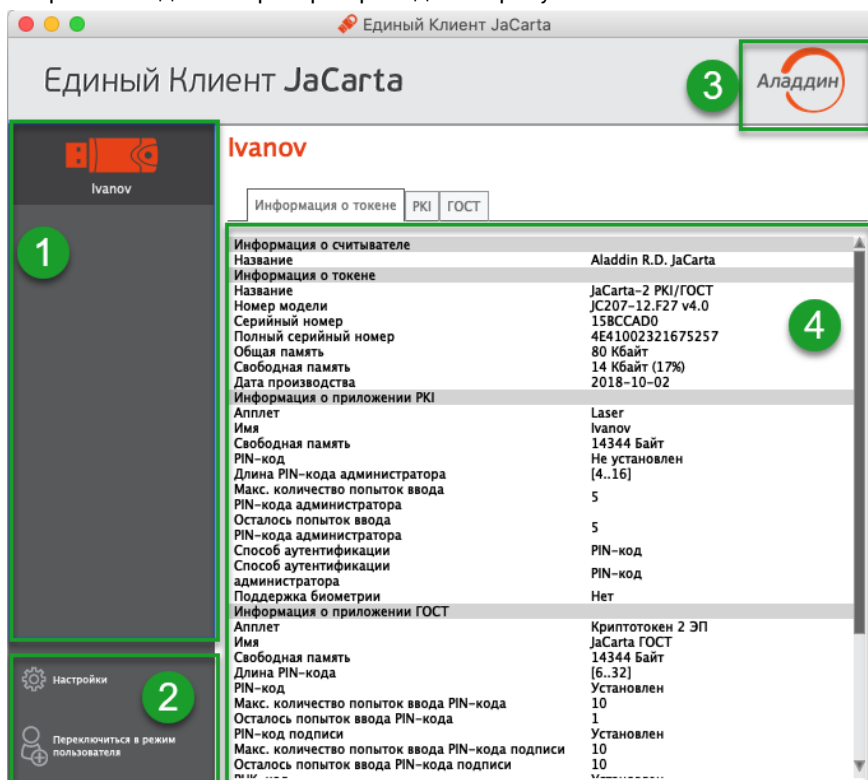 Единый Клиент JaCarta
Единый Клиент JaCarta
3
Аладдин
Ivanov
1
Ivanov
Информация о токене PKI ГОСТ
4
Информация о считывателе
Название Aladdin R.D. JaCarta
Информация о токене
Название JaCarta-2 PKI/ГОСТ
Номер модели JC207-12.F27 v4.0
Серийный номер 15BCCAD0
Полный серийный номер 4E41002321675257
Общая память 80 Кбайт
Свободная память 14 Кбайт (17%)
Дата производства 2018-10-02
Информация о приложении PKI
Апплет Laser
Имя Ivanov
Свободная память 14344 Байт
PIN-код Не установлен
Длина PIN-кода администратора [4..16]
Макс. количество попыток ввода
PIN-кода администратора 5
Осталось попыток ввода
PIN-кода администратора 5
Способ аутентификации PIN-код
Способ аутентификации
администратора PIN-код
Поддержка биометрии Нет
Информация о приложении ГОСТ
Апплет Криптотокен 2 ЭП
Имя JaCarta ГОСТ
Свободная память 14344 Байт
Длина PIN-кода [6..32]
PIN-код Установлен
Макс. количество попыток ввода PIN-кода 10
Осталось попыток ввода PIN-кода 1
PIN-код подписи Установлен
Макс. количество попыток ввода PIN-кода подписи 10
Осталось попыток ввода PIN-кода подписи 10
Настройки
2
Переключиться в режим
пользователя